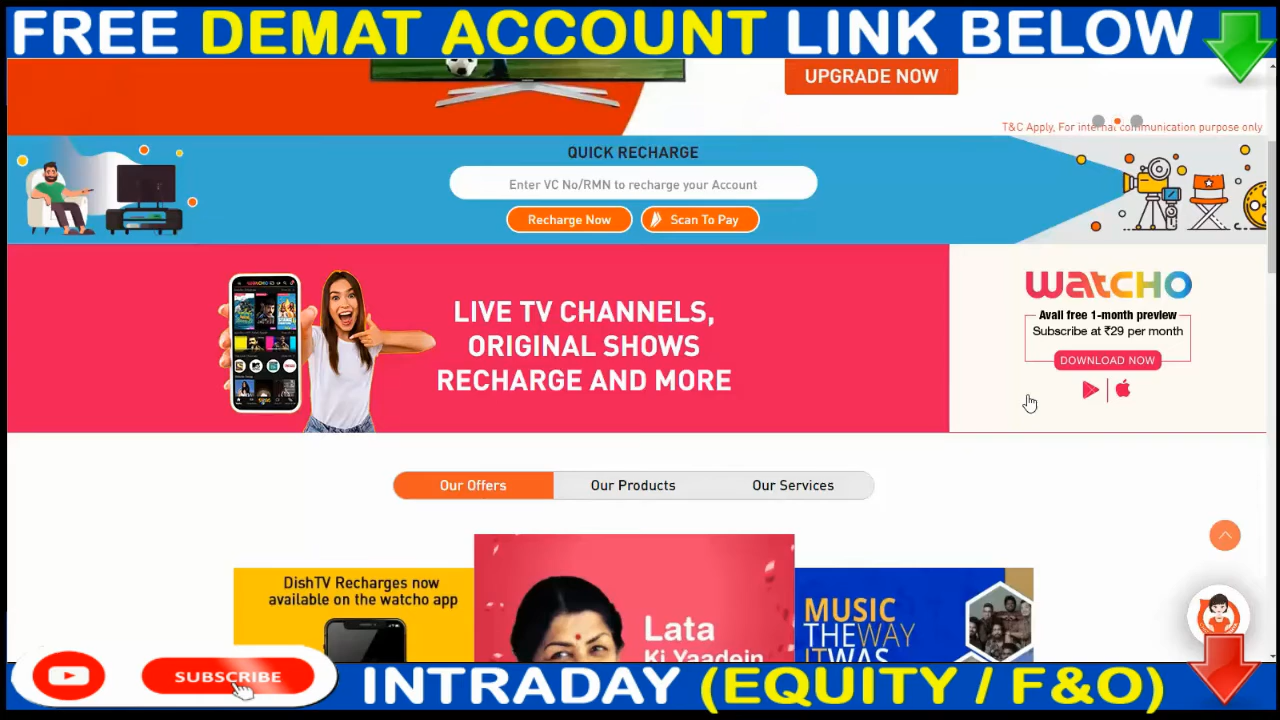 FREE DEMAT ACCOUNT LINK BELOW
UPGRADE NOW
T&C Apply, For internal communication purpose only
QUICK RECHARGE
Enter VC No/RMN to recharge your Account
Recharge Now
Scan To Pay
LIVE TV CHANNELS,
ORIGINAL SHOWS
RECHARGE AND MORE
WATCHO
Avail free 1-month preview
Subscribe at ₹29 per month
DOWNLOAD NOW
Our Offers
Our Products
Our Services
DishTV Recharges now
available on the watcho app
Lata
Ki Yaadein
MUSIC
THE WAY
IT WAS
SUBSCRIBE
INTRADAY (EQUITY / F&O)